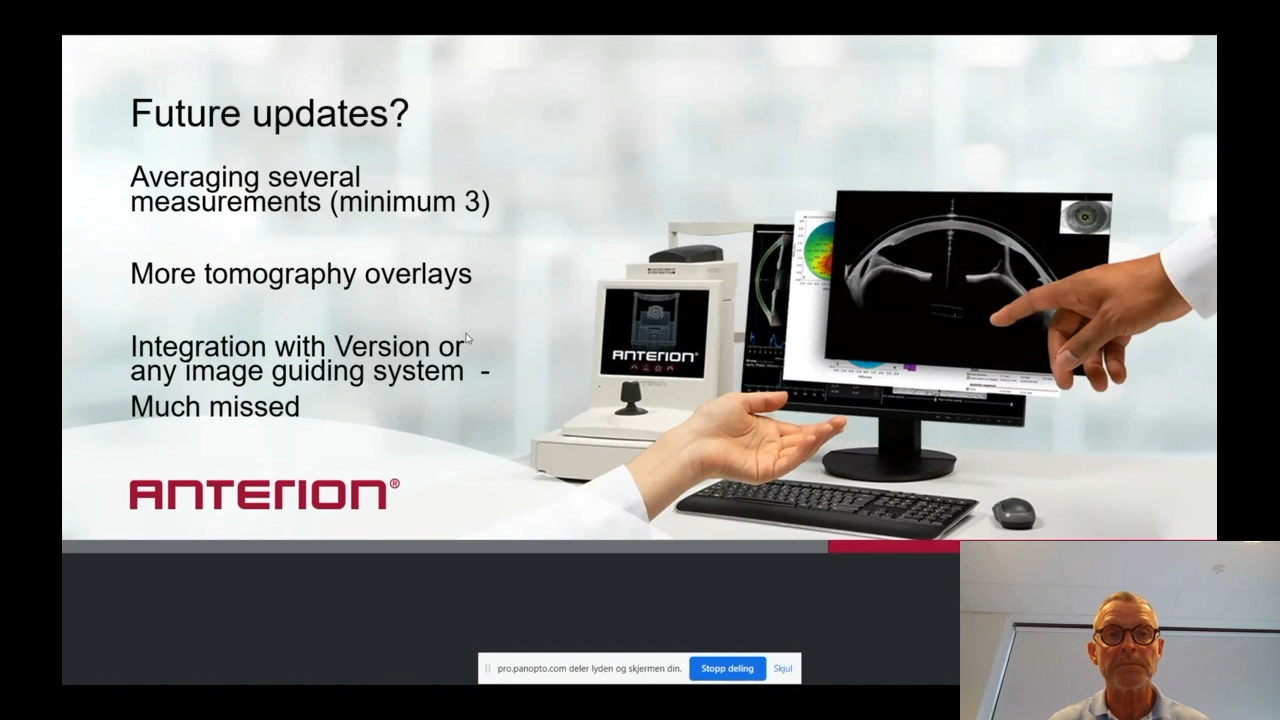 Future updates?
Averaging several
measurements (minimum 3)
More tomography overlays
Integration with Version or
any image guiding system -
Much missed
ANTERION®
ANTERION®
pro.panopto.com deler lyden og skjermen din.
Stopp deling
Skjul